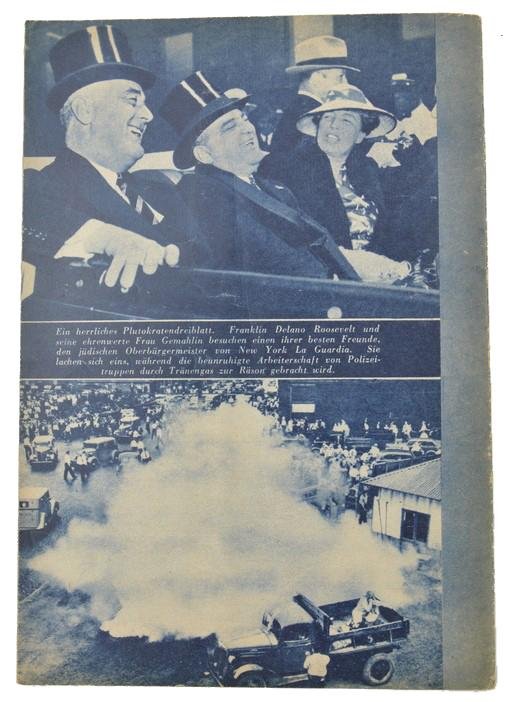 Ein herrliches Plutokratendreiblatt. Franklin Delano Roosevelt und
seine ehrenwerte Frau Gemahlin besuchen einen ihrer besten Freunde,
den jüdischen Oberbürgermeister von New York La Guardia. Sie
lachen sich eins, während die beunruhigte Arbeiterschaft von Polizei-
truppen durch Tränengas zur Räson gebracht wird.